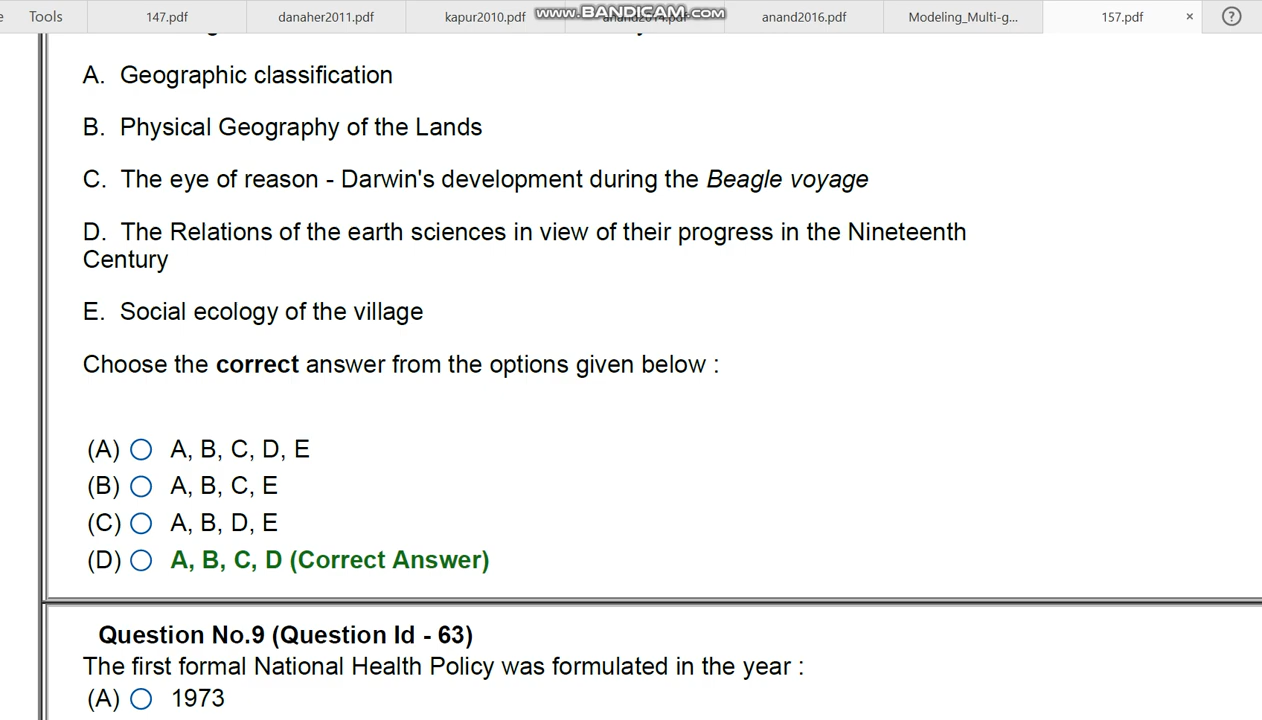 e Tools 147.pdf danaher2011.pdf kapur2010.pdf anand2014.pdf anand2016.pdf Modeling_Multi-g... 157.pdf × ?
www.BANDICAM.com
A. Geographic classification
B. Physical Geography of the Lands
C. The eye of reason - Darwin's development during the Beagle voyage
D. The Relations of the earth sciences in view of their progress in the Nineteenth
Century
E. Social ecology of the village
Choose the correct answer from the options given below :
(A) A, B, C, D, E
(B) A, B, C, E
(C) A, B, D, E
(D) A, B, C, D (Correct Answer)
Question No.9 (Question Id - 63)
The first formal National Health Policy was formulated in the year :
(A) 1973